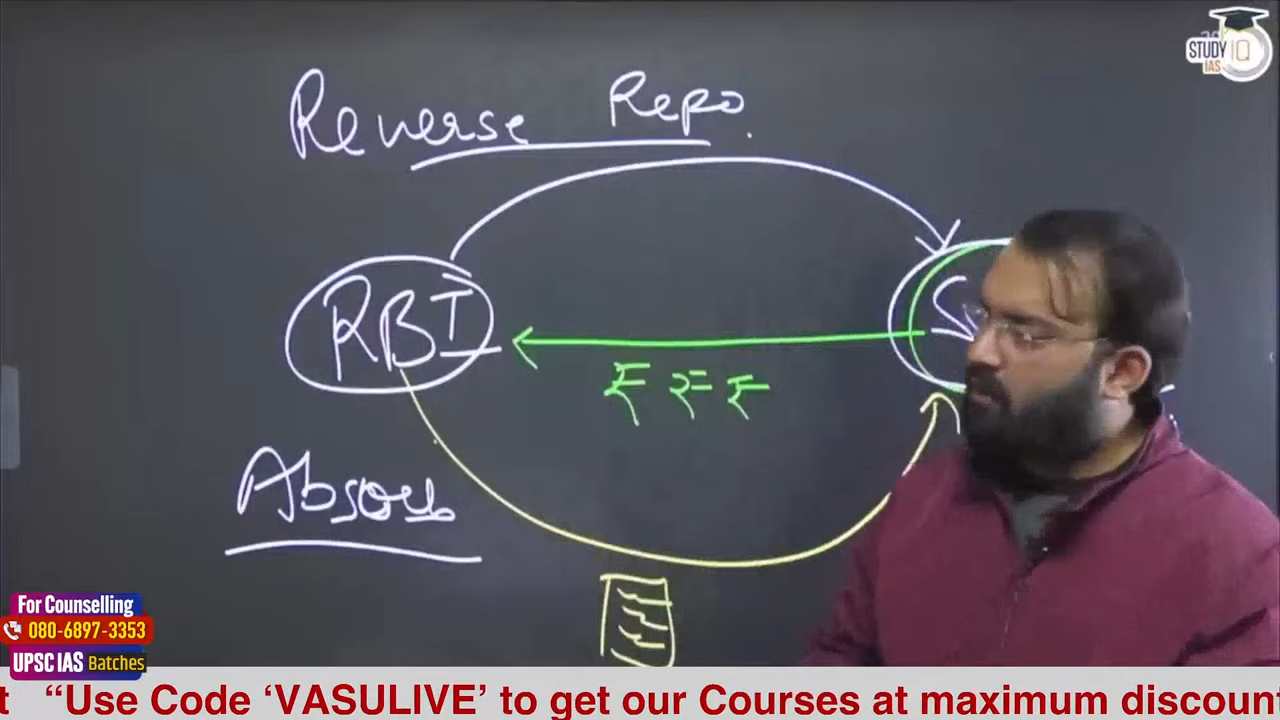 STUDY IQ
IAS
Reverse Repo.
RBI
₹ ₹ ₹
Absorb
For Counselling
080-6897-3353
UPSC IAS Batches
t “Use Code ‘VASULIVE’ to get our Courses at maximum discount